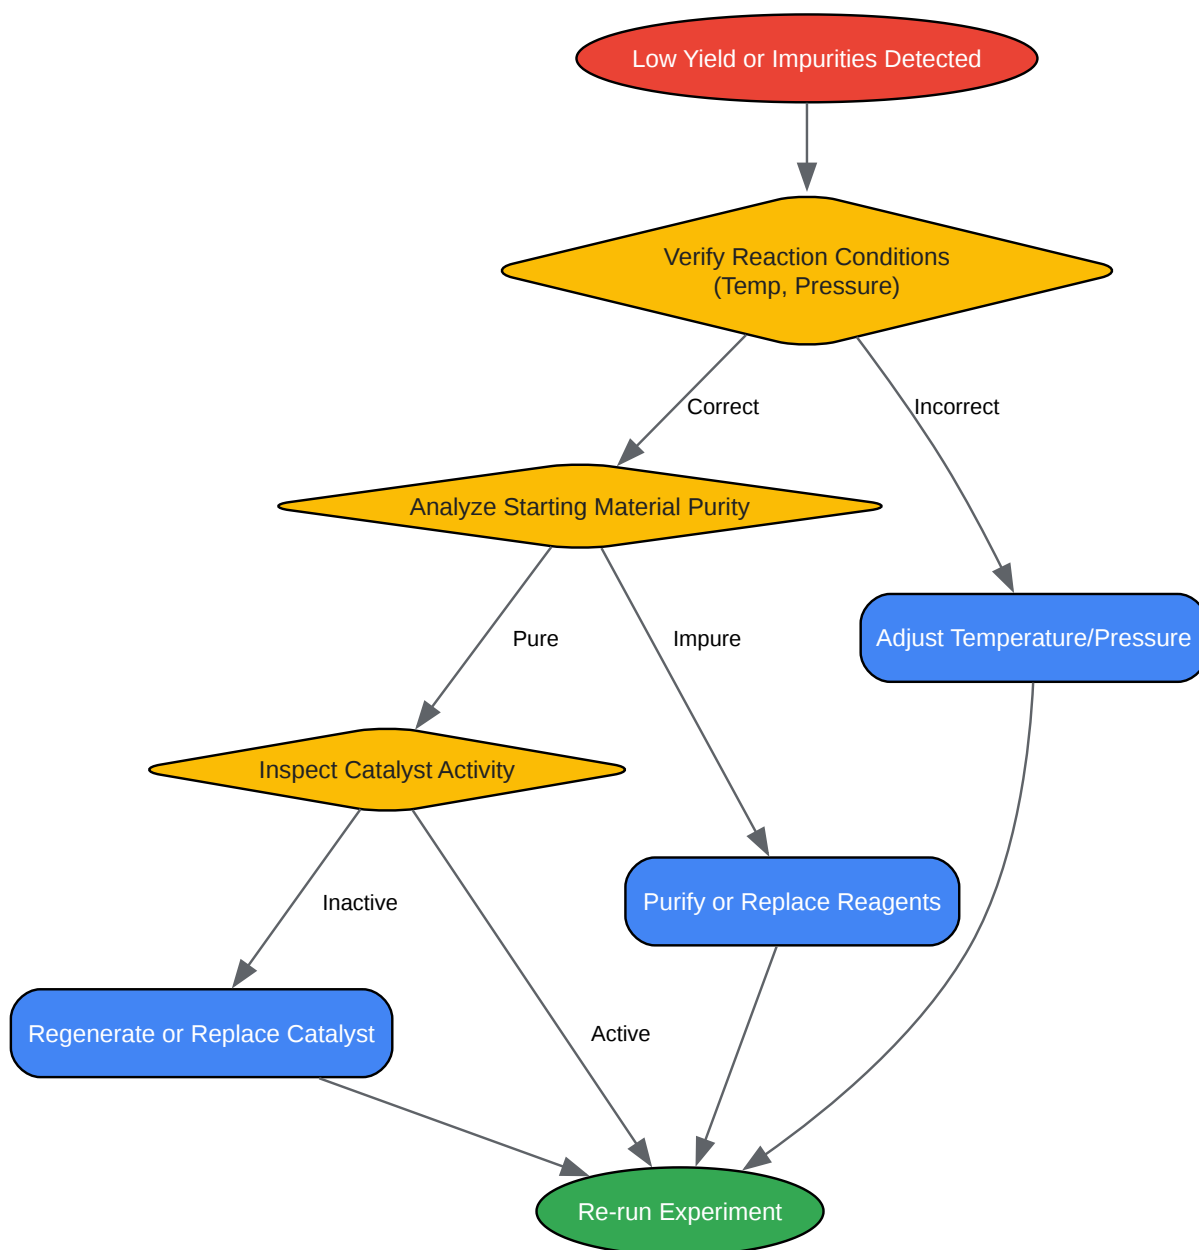 Low Yield or Impurities Detected
Verify Reaction Conditions
(Temp, Pressure)
Correct
Incorrect
Analyze Starting Material Purity
Pure
Impure
Adjust Temperature/Pressure
Inspect Catalyst Activity
Inactive
Purify or Replace Reagents
Regenerate or Replace Catalyst
Active
Re-run Experiment